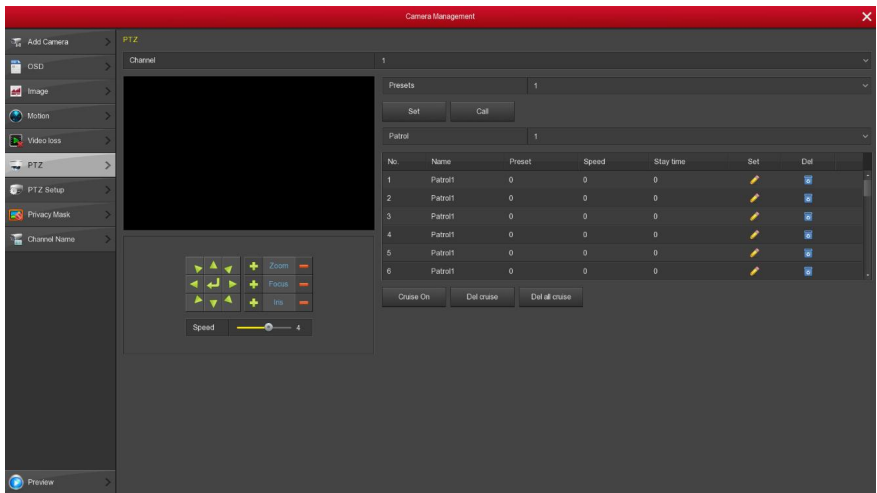 Camera Management
Add Camera
OSD
Image
Motion
Video loss
PTZ
PTZ Setup
Privacy Mask
Channel Name
Preview
PTZ
Channel 1
Presets 1
Set Call
Patrol 1
No. Name Preset Speed Stay time Set Del
1 Patrol1 0 0 0
2 Patrol1 0 0 0
3 Patrol1 0 0 0
4 Patrol1 0 0 0
5 Patrol1 0 0 0
6 Patrol1 0 0 0
Cruise On Del cruise Del all cruise
Zoom
Focus
Iris
Speed 4